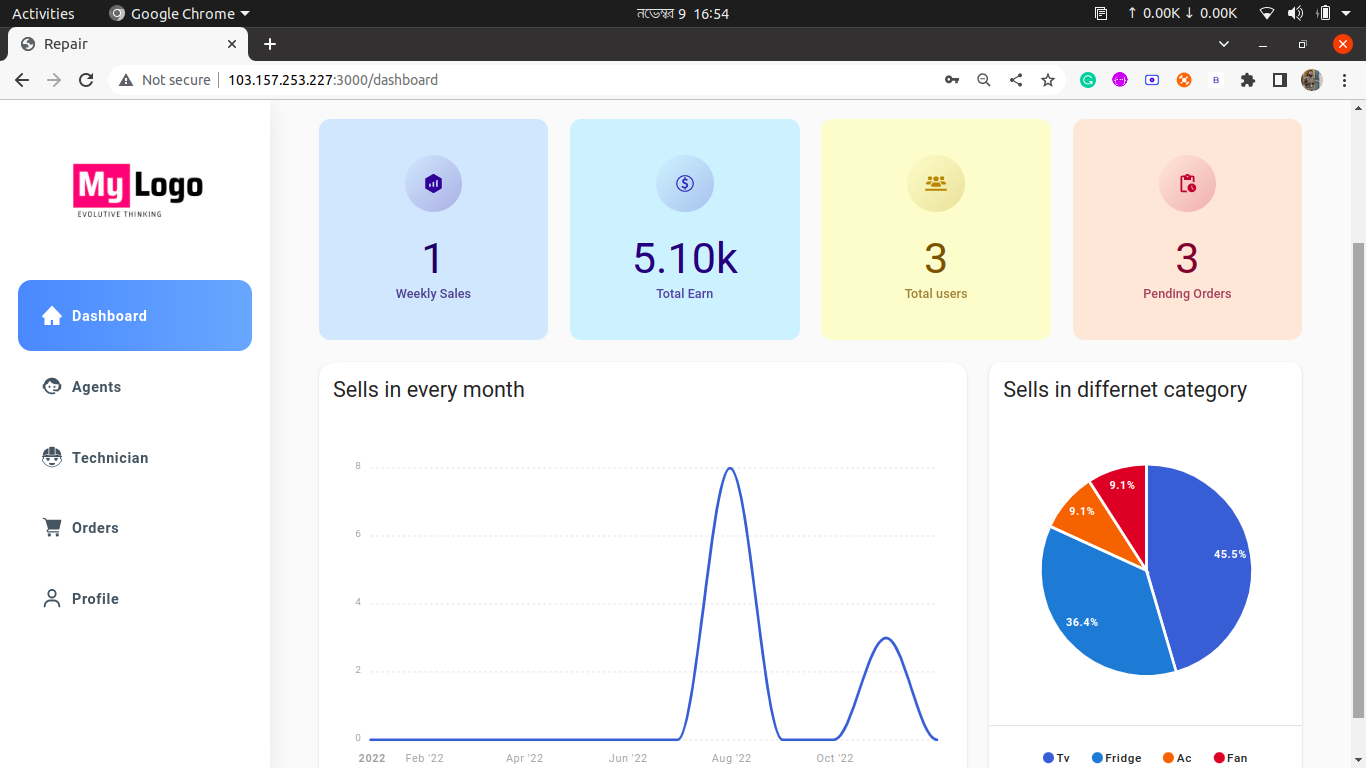 Activities Google Chrome নভেম্বর 9 16:54 ↑ 0.00K ↓ 0.00K
Repair
Not secure 103.157.253.227:3000/dashboard
My Logo
EVOLUTIVE THINKING
Dashboard
Agents
Technician
Orders
Profile
1
Weekly Sales
5.10k
Total Earn
3
Total users
3
Pending Orders
Sells in every month
8
6
4
2
0
2022 Feb '22 Apr '22 Jun '22 Aug '22 Oct '22
Sells in differnet category
9.1%
9.1%
45.5%
36.4%
Tv Fridge Ac Fan